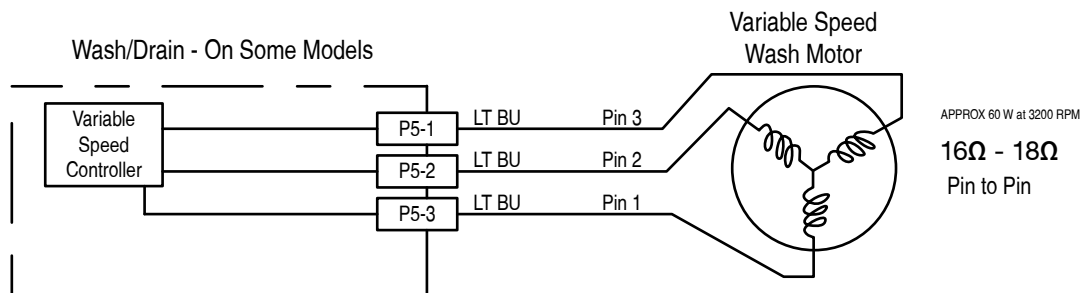 Wash/Drain - On Some Models
Variable Speed
Wash Motor
Variable
Speed
Controller
P5-1
LT BU
Pin 3
P5-2
LT BU
Pin 2
P5-3
LT BU
Pin 1
APPROX 60 W at 3200 RPM
16Ω - 18Ω
Pin to Pin